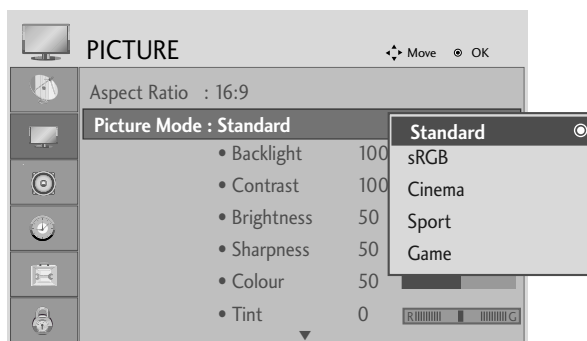 PICTURE Move OK
Aspect Ratio : 16:9
Picture Mode : Standard
• Backlight 100
• Contrast 100
• Brightness 50
• Sharpness 50
• Colour 50
• Tint 0 R G
Standard
sRGB
Cinema
Sport
Game